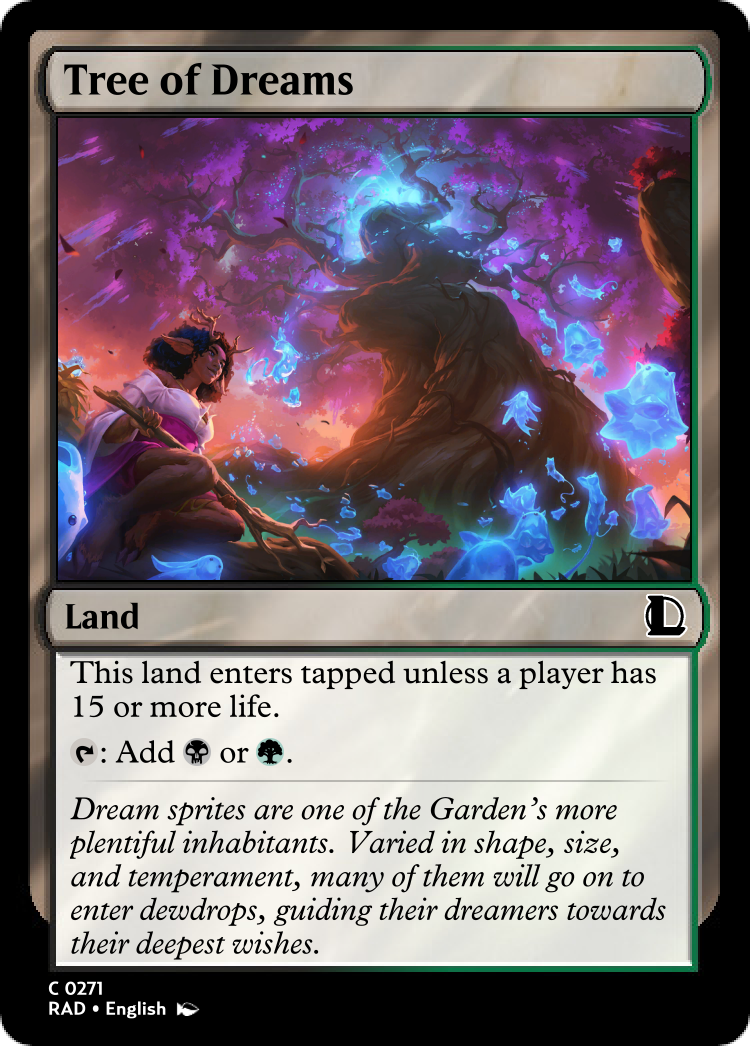 Tree of Dreams
Land
This land enters tapped unless a player has
15 or more life.
: Add or .
Dream sprites are one of the Garden's more
plentiful inhabitants. Varied in shape, size,
and temperament, many of them will go on to
enter dewdrops, guiding their dreamers towards
their deepest wishes.
C 0271
RAD • English